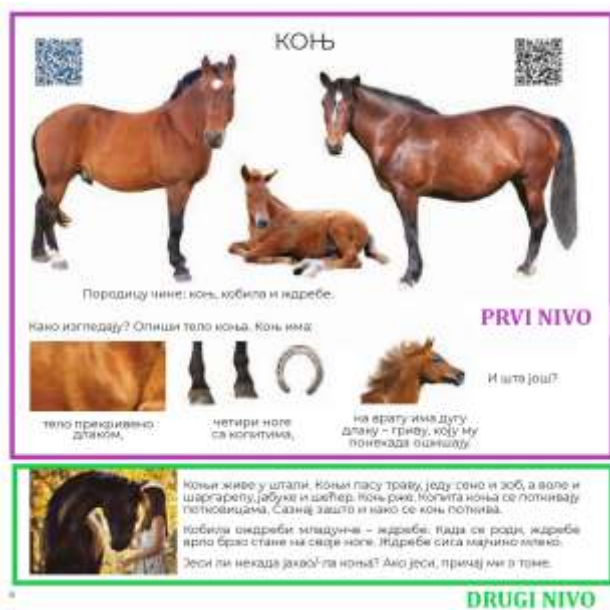 КОЊ
Породицу чине: коњ, кобила и ждребе.
PRVI NIVO
Како изгледају? Опиши тело коња. Коњ има:
И шта још?
тело прекривено
длаком,
четири ноге
са копитима,
на врату има дугу
длаку – гриву, коју му
понекада ошишају.
Коњи живе у штали. Коњи пасу траву, једу сено и зоб, а воле и
шаргарепу, јабуке и шећер. Коњ рже. Копита коња се поткивају
потковицама. Сазнај зашто и како се коњ поткива.
Кобила ождреби младунче – ждребе. Када се роди, ждребе
врло брзо стане на своје ноге. Ждребе сиса мајчино млеко.
Јеси ли некада јахао/-ла коња? Ако јеси, причај ми о томе.
DRUGI NIVO